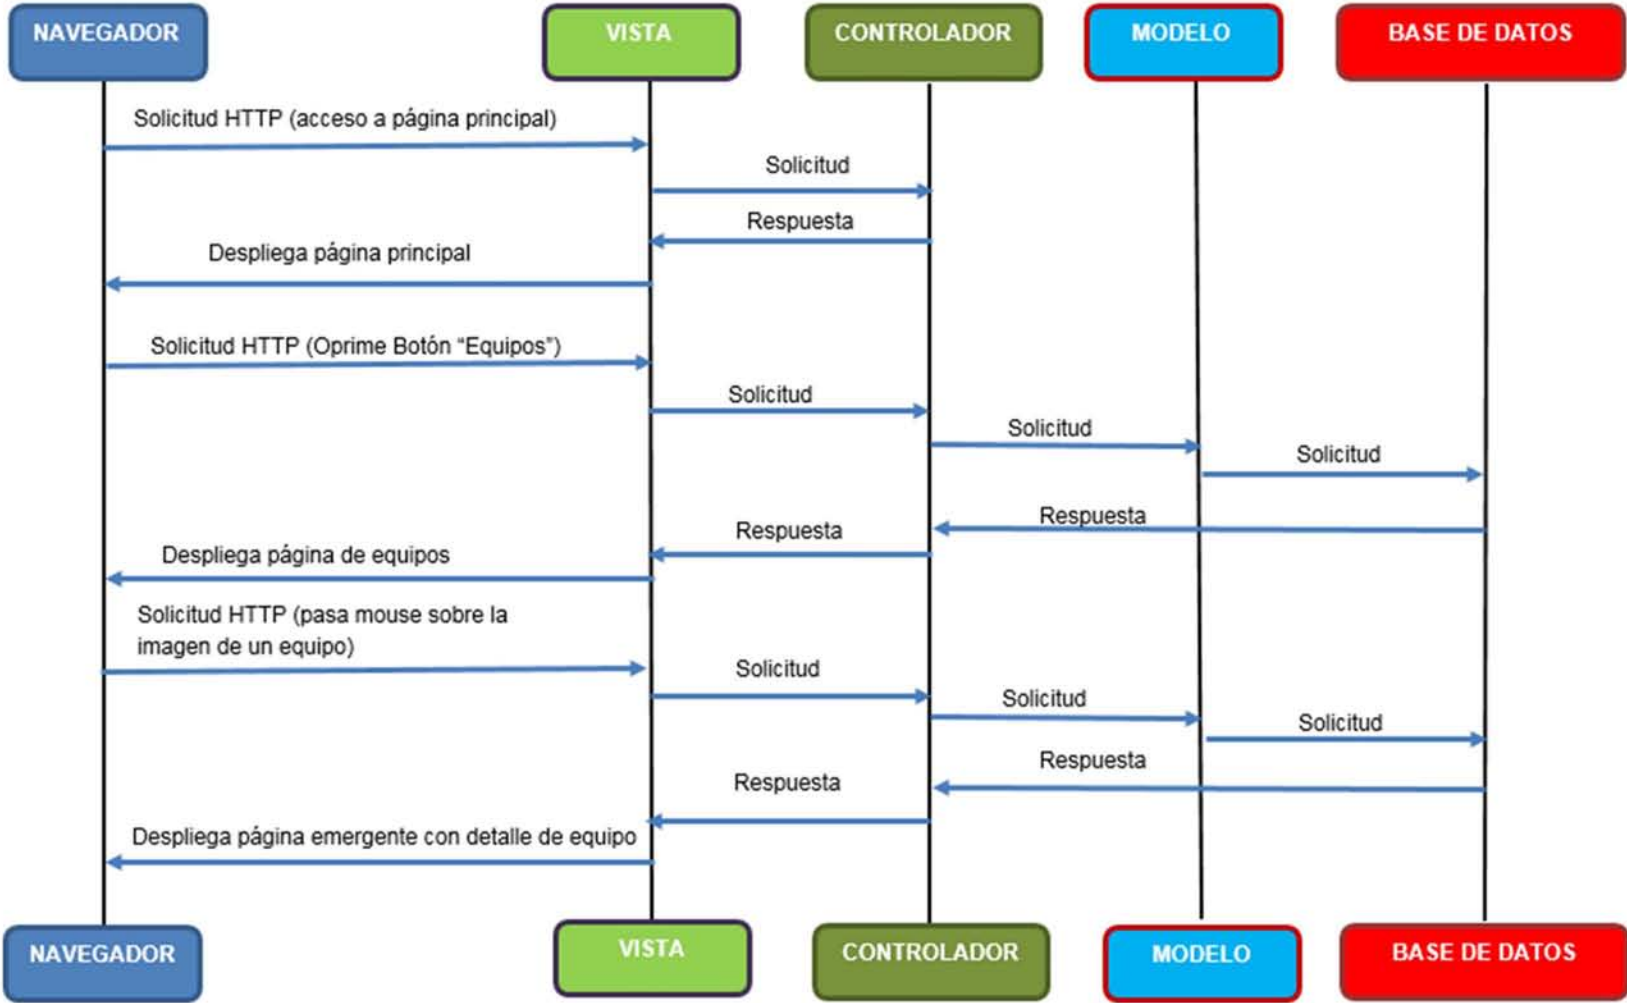 NAVEGADOR
VISTA
CONTROLADOR
MODELO
BASE DE DATOS
Solicitud HTTP (acceso a página principal)
Solicitud
Respuesta
Despliega página principal
Solicitud HTTP (Oprime Botón “Equipos”)
Solicitud
Solicitud
Solicitud
Respuesta
Respuesta
Despliega página de equipos
Solicitud HTTP (pasa mouse sobre la
imagen de un equipo)
Solicitud
Solicitud
Solicitud
Respuesta
Respuesta
Despliega página emergente con detalle de equipo
NAVEGADOR
VISTA
CONTROLADOR
MODELO
BASE DE DATOS